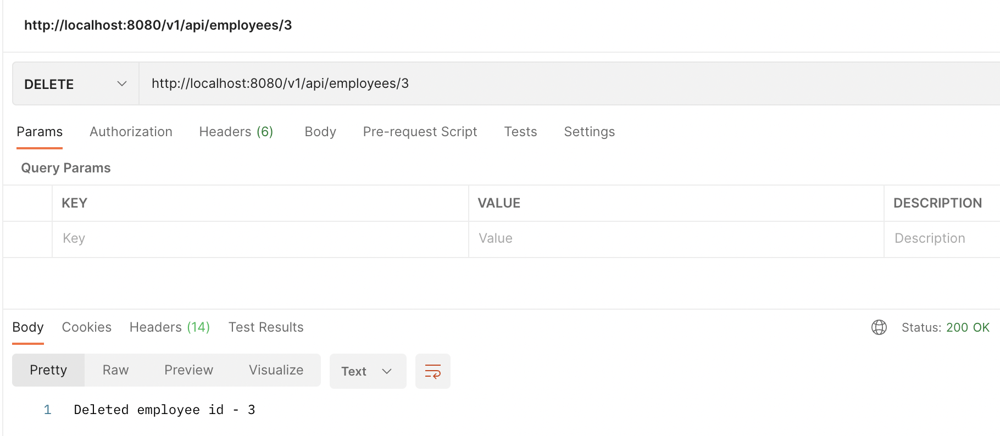 http://localhost:8080/v1/api/employees/3
DELETE http://localhost:8080/v1/api/employees/3
Params Authorization Headers (6) Body Pre-request Script Tests Settings
Query Params
KEY VALUE DESCRIPTION
Key Value Description
Body Cookies Headers (14) Test Results Status: 200 OK
Pretty Raw Preview Visualize Text
1 Deleted employee id - 3